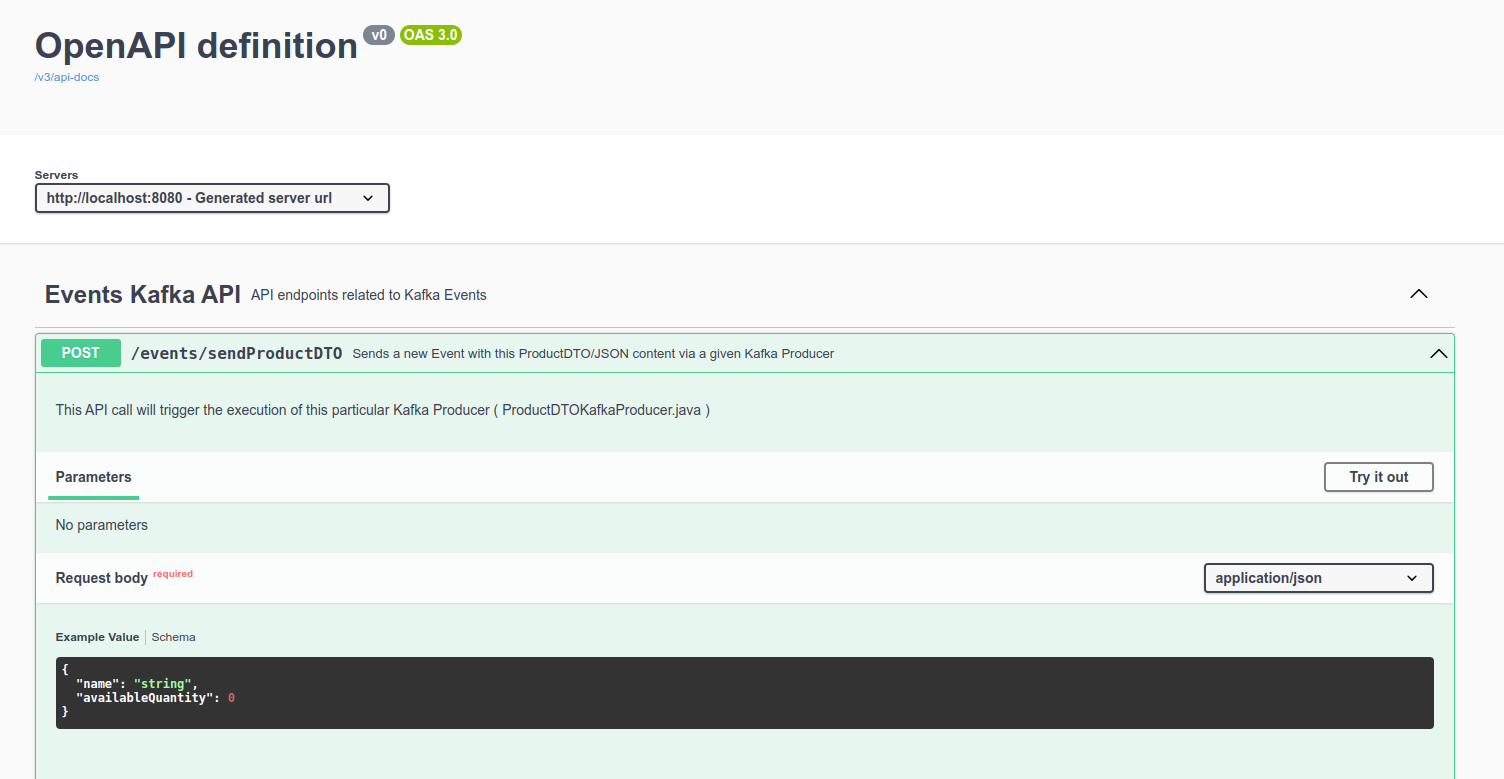 OpenAPI definition v0 OAS 3.0
/v3/api-docs
Servers
http://localhost:8080 - Generated server url
Events Kafka API API endpoints related to Kafka Events
POST /events/sendProductDTO Sends a new Event with this ProductDTO/JSON content via a given Kafka Producer
This API call will trigger the execution of this particular Kafka Producer ( ProductDTOKafkaProducer.java )
Parameters Try it out
No parameters
Request body required application/json
Example Value Schema
{
"name": "string",
"availableQuantity": 0
}